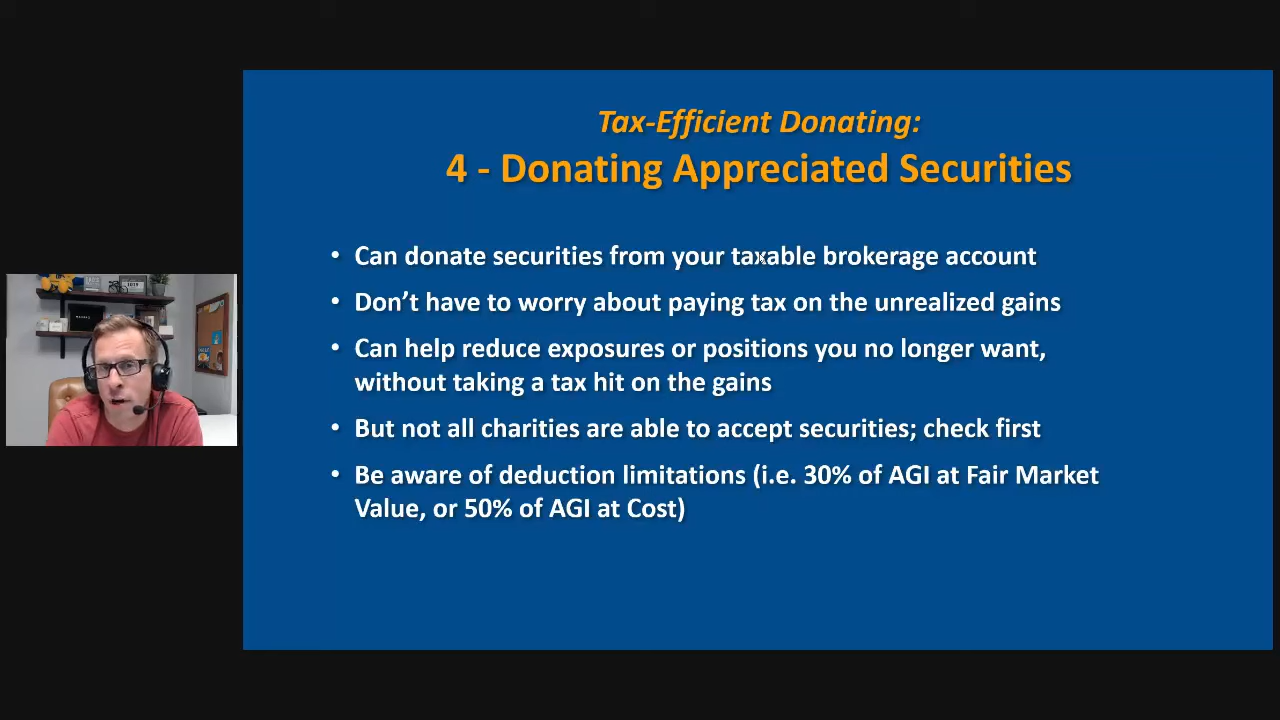 Tax-Efficient Donating:
4 - Donating Appreciated Securities
• Can donate securities from your taxable brokerage account
• Don't have to worry about paying tax on the unrealized gains
• Can help reduce exposures or positions you no longer want,
without taking a tax hit on the gains
• But not all charities are able to accept securities; check first
• Be aware of deduction limitations (i.e. 30% of AGI at Fair Market
Value, or 50% of AGI at Cost)